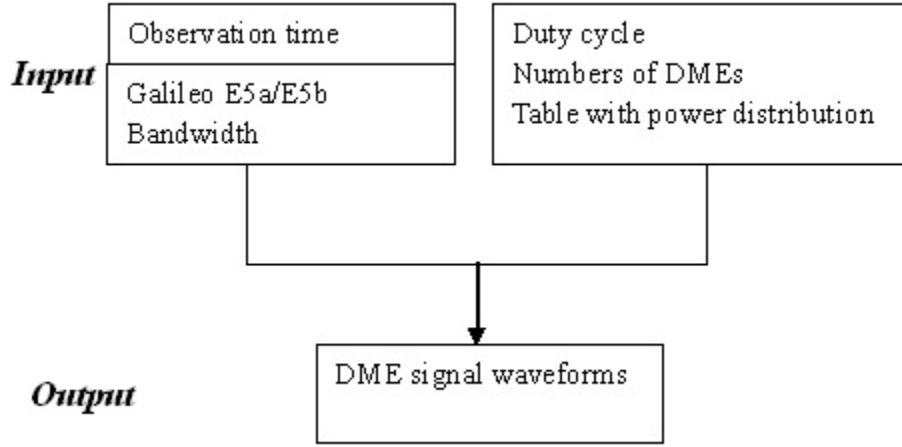 Input
Observation time
Galileo E5a/E5b
Bandwidth
Duty cycle
Numbers of DMEs
Table with power distribution
DME signal waveforms
Output